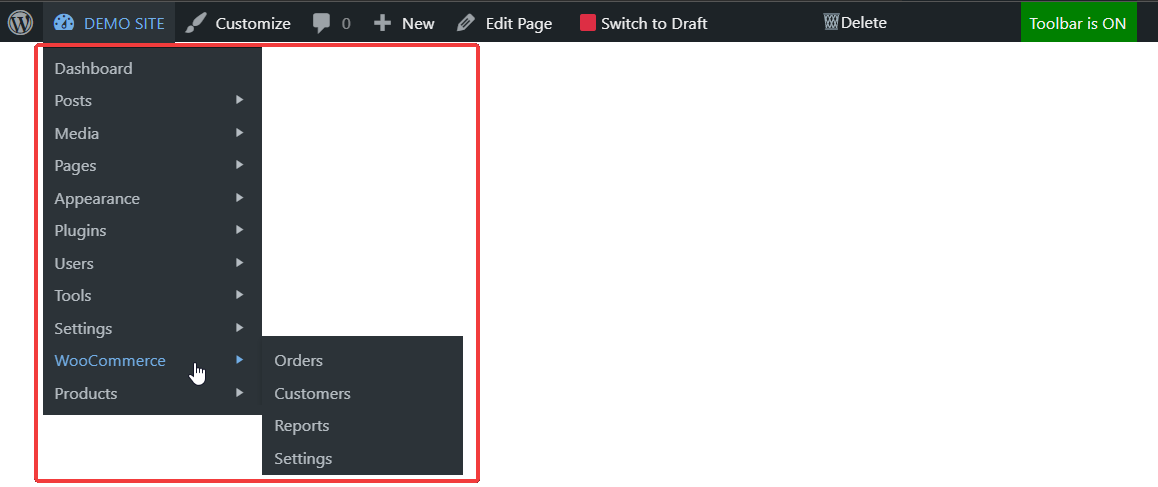 DEMO SITE Customize 0 New Edit Page Switch to Draft Delete Toolbar is ON
Dashboard
Posts
Media
Pages
Appearance
Plugins
Users
Tools
Settings
WooCommerce
Products
Orders
Customers
Reports
Settings